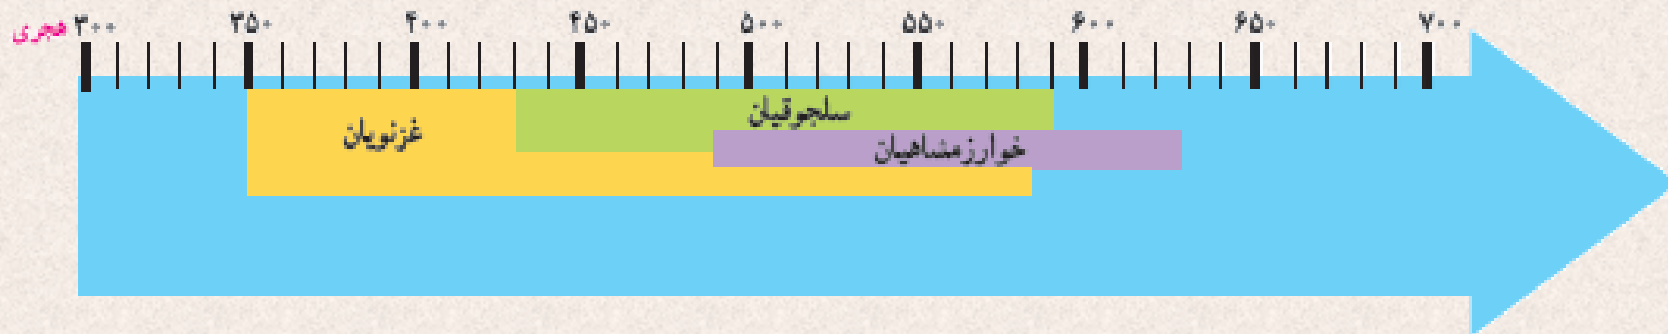 هجری ۳۰۰ ۳۵۰ ۴۰۰ ۴۵۰ ۵۰۰ ۵۵۰ ۶۰۰ ۶۵۰ ۷۰۰
سلجوقیان
غزنویان
خوارزمشاهیان